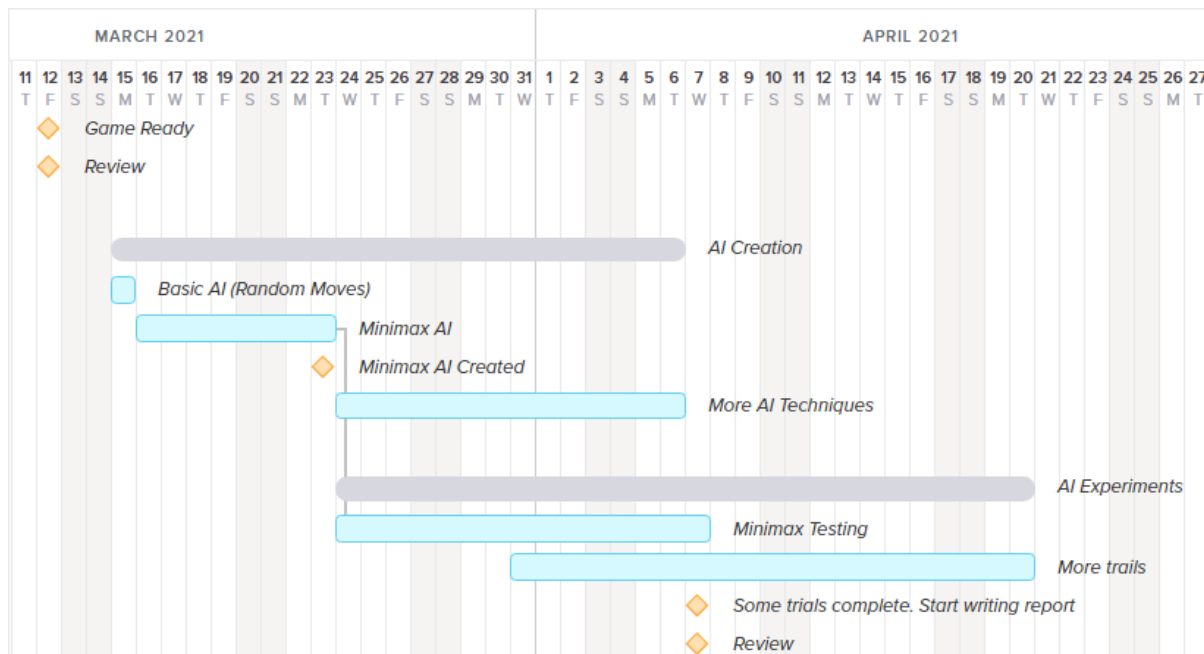 MARCH 2021 APRIL 2021
11 12 13 14 15 16 17 18 19 20 21 22 23 24 25 26 27 28 29 30 31 1 2 3 4 5 6 7 8 9 10 11 12 13 14 15 16 17 18 19 20 21 22 23 24 25 26 27
T F S S M T W T F S S M T W T F S S M T W T F S S M T W T F S S M T W T F S S M T W T F S S M T
Game Ready
Review
AI Creation
Basic AI (Random Moves)
Minimax AI
Minimax AI Created
More AI Techniques
AI Experiments
Minimax Testing
More trails
Some trials complete. Start writing report
Review